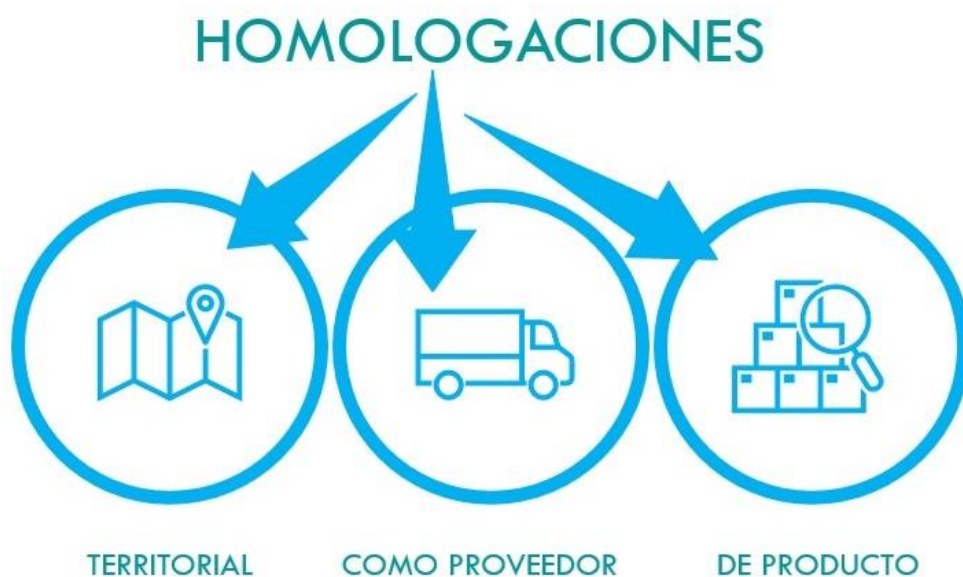 HOMOLOGACIONES
TERRITORIAL
COMO PROVEEDOR
DE PRODUCTO